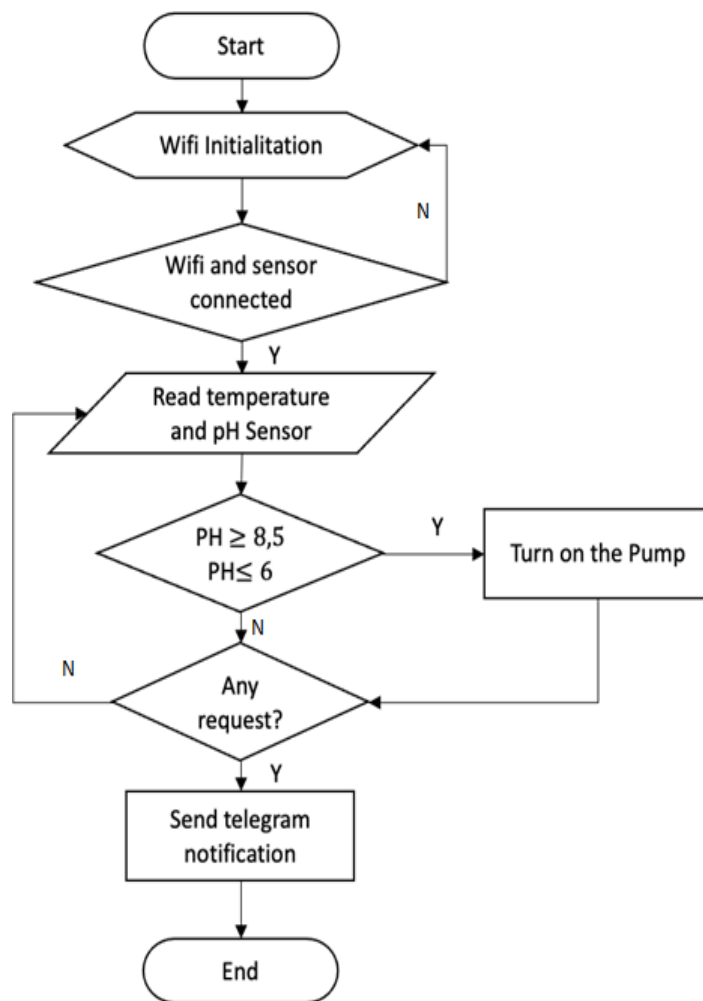 Start
Wifi Initialitation
N
Wifi and sensor
connected
Y
Read temperature
and pH Sensor
PH ≥ 8,5
PH≤ 6
Y
Turn on the Pump
N
N
Any
request?
Y
Send telegram
notification
End